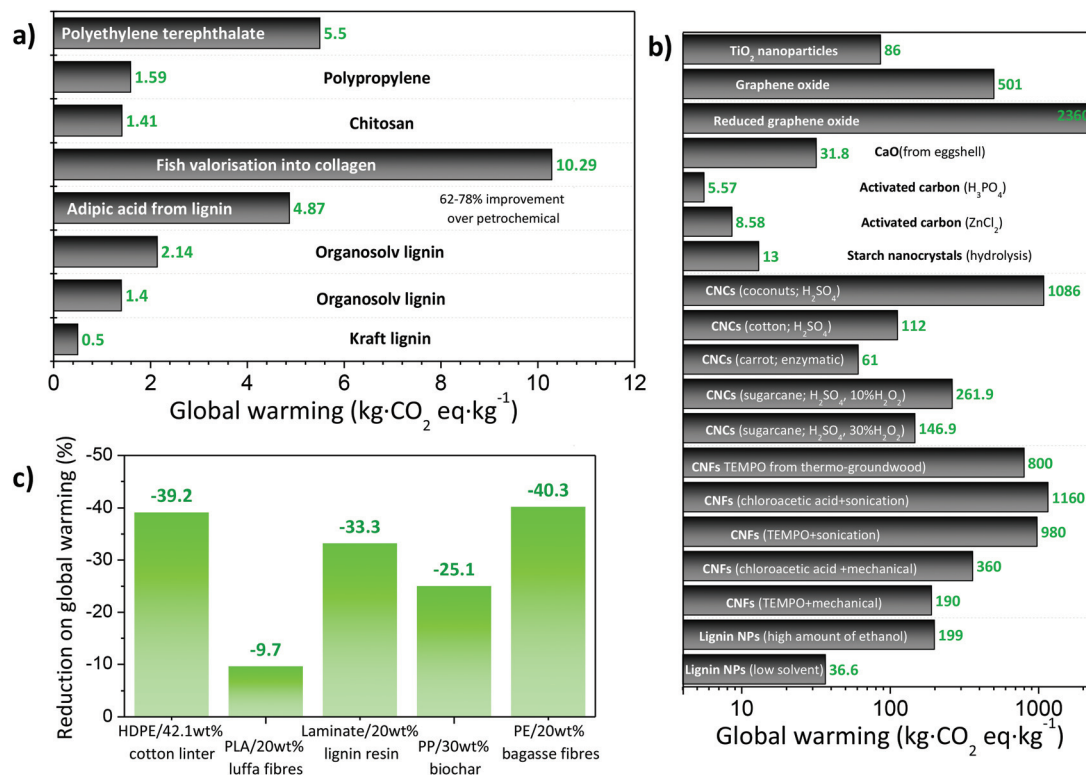 a)
Polyethylene terephthalate
5.5
1.59
Polypropylene
1.41
Chitosan
Fish valorisation into collagen
10.29
Adipic acid from lignin
4.87
62-78% improvement
over petrochemical
2.14
Organosolv lignin
1.4
Organosolv lignin
0.5
Kraft lignin
0 2 4 6 8 10 12
Global warming (kg·CO₂ eq·kg⁻¹)
b)
TiO₂ nanoparticles
86
Graphene oxide
501
Reduced graphene oxide
2360
31.8
CaO(from eggshell)
5.57
Activated carbon (H₃PO₄)
8.58
Activated carbon (ZnCl₂)
13
Starch nanocrystals (hydrolysis)
CNCs (coconuts; H₂SO₄)
1086
CNCs (cotton; H₂SO₄)
112
CNCs (carrot; enzymatic)
61
CNCs (sugarcane; H₂SO₄, 10%H₂O₂)
261.9
CNCs (sugarcane; H₂SO₄, 30%H₂O₂)
146.9
CNFs TEMPO from thermo-groundwood)
800
CNFs (chloroacetic acid+sonication)
1160
CNFs (TEMPO+sonication)
980
CNFs (chloroacetic acid +mechanical)
360
CNFs (TEMPO+mechanical)
190
Lignin NPs (high amount of ethanol)
199
Lignin NPs (low solvent)
36.6
10 100 1000
Global warming (kg·CO₂ eq·kg⁻¹)
c)
Reduction on global warming (%)
-50
-40
-30
-20
-10
0
-39.2
-9.7
-33.3
-25.1
-40.3
HDPE/42.1wt%
cotton linter
PLA/20wt%
luffa fibres
Laminate/20wt%
lignin resin
PP/30wt%
biochar
PE/20wt%
bagasse fibres